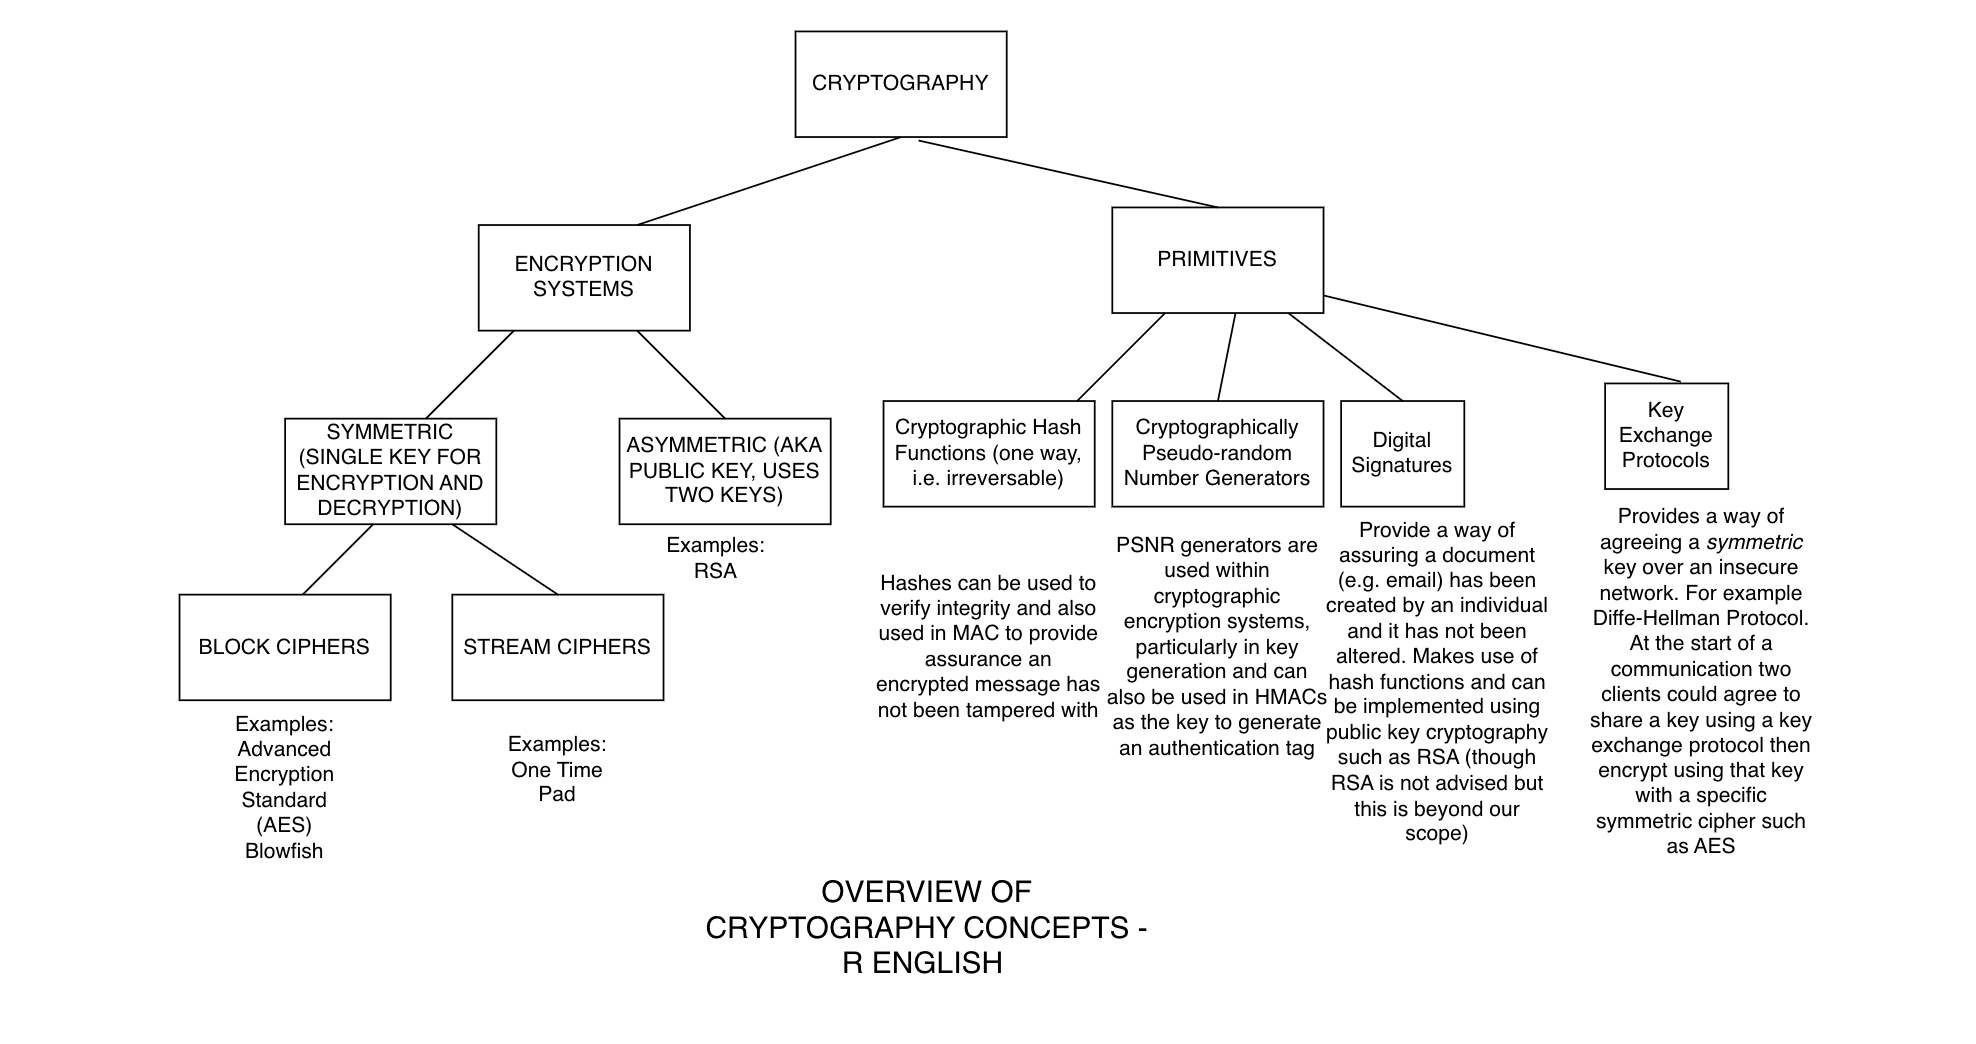 CRYPTOGRAPHY
ENCRYPTION
SYSTEMS
PRIMITIVES
SYMMETRIC
(SINGLE KEY FOR
ENCRYPTION AND
DECRYPTION)
ASYMMETRIC (AKA
PUBLIC KEY, USES
TWO KEYS)
Examples:
RSA
BLOCK CIPHERS
Examples:
Advanced
Encryption
Standard
(AES)
Blowfish
STREAM CIPHERS
Examples:
One Time
Pad
Cryptographic Hash
Functions (one way,
i.e. irreversable)
Hashes can be used to
verify integrity and also
used in MAC to provide
assurance an
encrypted message has
not been tampered with
Cryptographically
Pseudo-random
Number Generators
PSNR generators are
used within
cryptographic
encryption systems,
particularly in key
generation and can
also be used in HMACs
as the key to generate
an authentication tag
Digital
Signatures
Provide a way of
assuring a document
(e.g. email) has been
created by an individual
and it has not been
altered. Makes use of
hash functions and can
be implemented using
public key cryptography
such as RSA (though
RSA is not advised but
this is beyond our
scope)
Key
Exchange
Protocols
Provides a way of
agreeing a symmetric
key over an insecure
network. For example
Diffe-Hellman Protocol.
At the start of a
communication two
clients could agree to
share a key using a key
exchange protocol then
encrypt using that key
with a specific
symmetric cipher such
as AES
OVERVIEW OF
CRYPTOGRAPHY CONCEPTS -
R ENGLISH